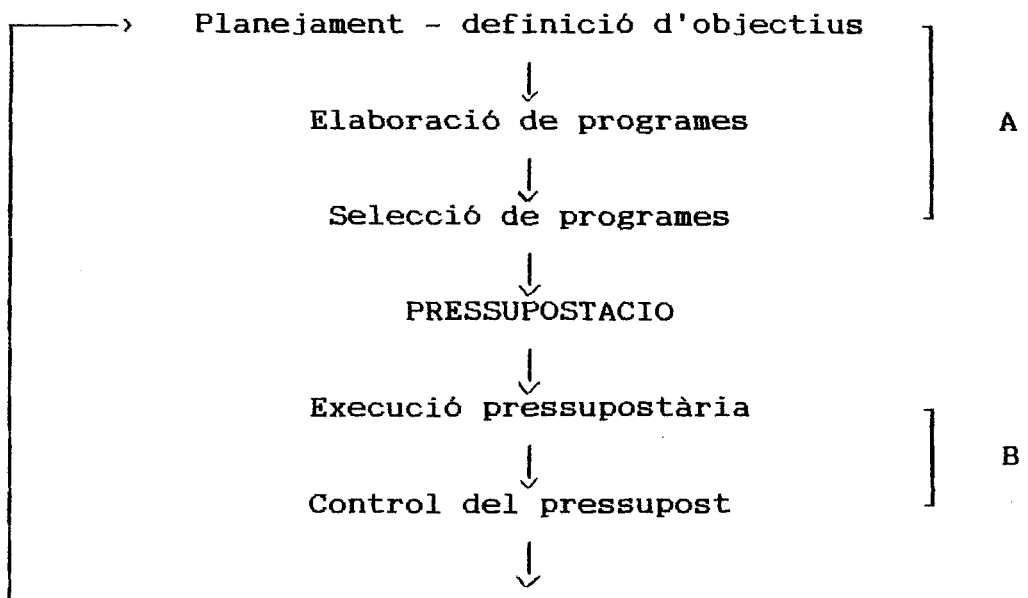 Planejament - definició d'objectius
Elaboració de programes
A
Selecció de programes
PRESSUPOSTACIO
Execució pressupostària
B
Control del pressupost